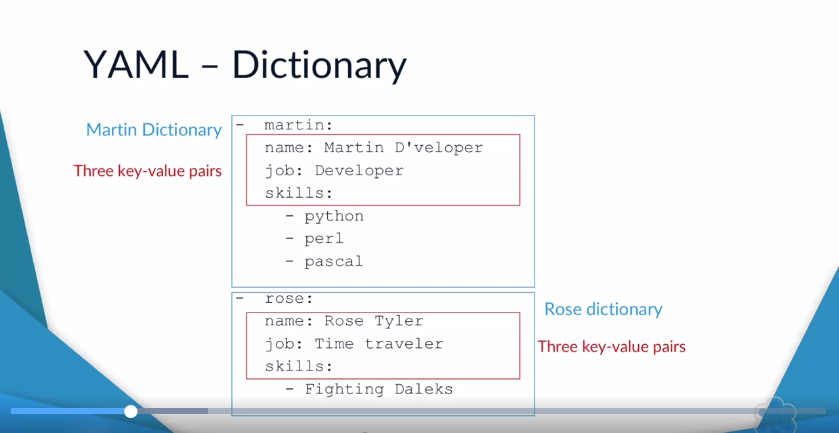 YAML – Dictionary
Martin Dictionary
Three key-value pairs
- martin:
name: Martin D'veloper
job: Developer
skills:
- python
- perl
- pascal
- rose:
name: Rose Tyler
job: Time traveler
skills:
- Fighting Daleks
Rose dictionary
Three key-value pairs